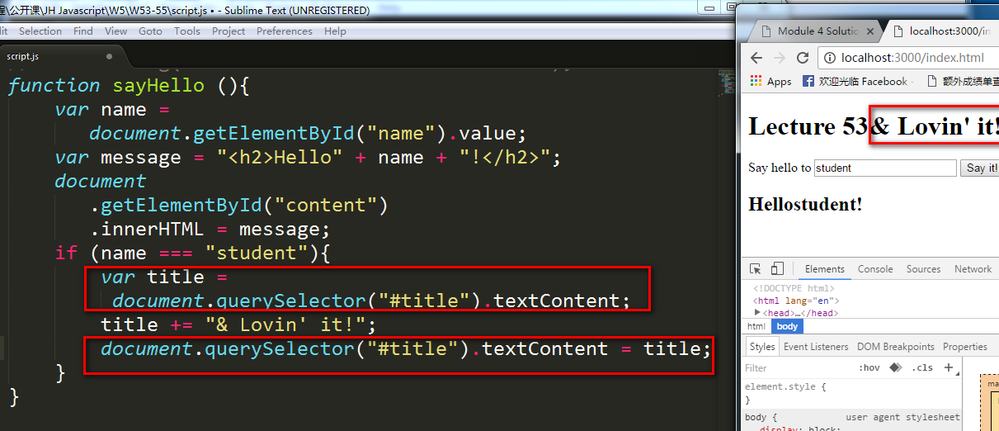 程\公开课\JH Javascript\W5\W53-55\script.js • - Sublime Text (UNREGISTERED)
Selection Find View Goto Tools Project Preferences Help
script.js
function sayHello (){
var name =
document.getElementById("name").value;
var message = "<h2>Hello" + name + "!</h2>";
document
.getElementById("content")
.innerHTML = message;
if (name === "student"){
var title =
document.querySelector("#title").textContent;
title += "& Lovin' it!";
document.querySelector("#title").textContent = title;
}
}
Module 4 Solutio
localhost:3000/in
localhost:3000/index.html
Apps 欢迎光临 Facebook - 额外成绩单查
Lecture 53& Lovin' it!
Say hello to student Say it!
Hellostudent!
Elements Console Sources Network
<!DOCTYPE html>
<html lang="en">
<head>…</head>
html body
Styles Event Listeners DOM Breakpoints Properties
Filter :hov .cls +
element.style {
}
body { user agent stylesheet
display: block;